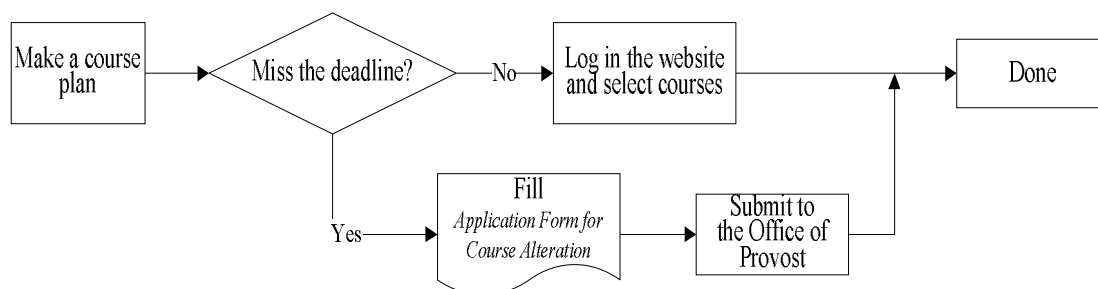 Make a course
plan
Miss the deadline?
No
Log in the website
and select courses
Done
Yes
Fill
Application Form for
Course Alteration
Submit to
the Office of
Provost